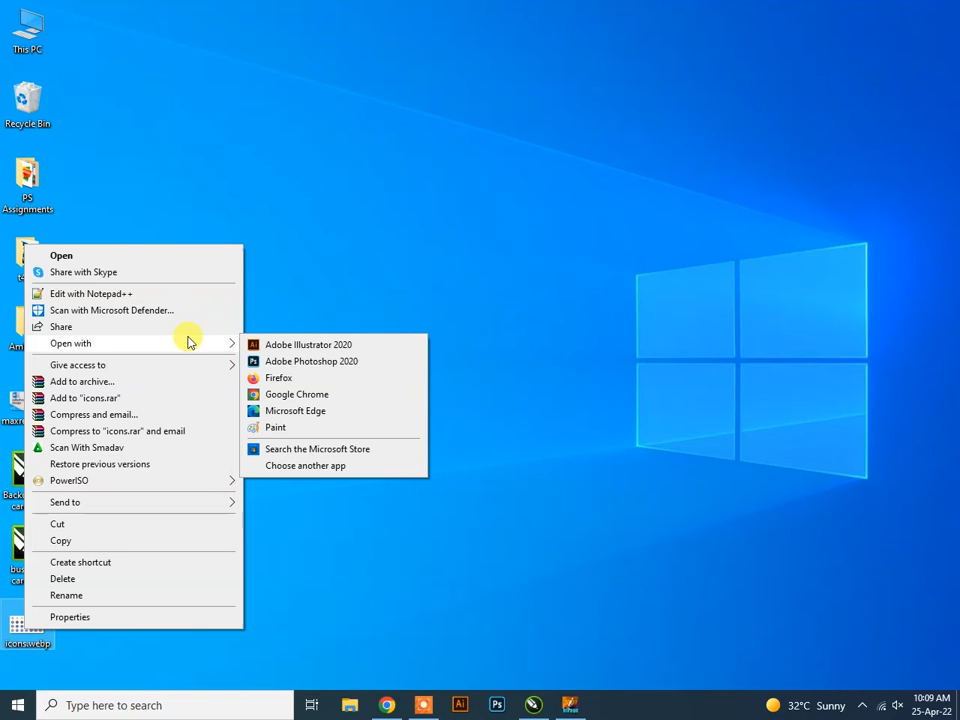 This PC
Recycle Bin
PS
Assignments
Open
Share with Skype
Edit with Notepad++
Scan with Microsoft Defender...
Share
Open with
Give access to
Add to archive...
Add to "icons.rar"
Compress and email...
Compress to "icons.rar" and email
Scan With Smadav
Restore previous versions
PowerISO
Send to
Cut
Copy
Create shortcut
Delete
Rename
Properties
Adobe Illustrator 2020
Adobe Photoshop 2020
Firefox
Google Chrome
Microsoft Edge
Paint
Search the Microsoft Store
Choose another app
icons.webp
Type here to search
Ai
Ps
32°C Sunny
10:09 AM
25-Apr-22